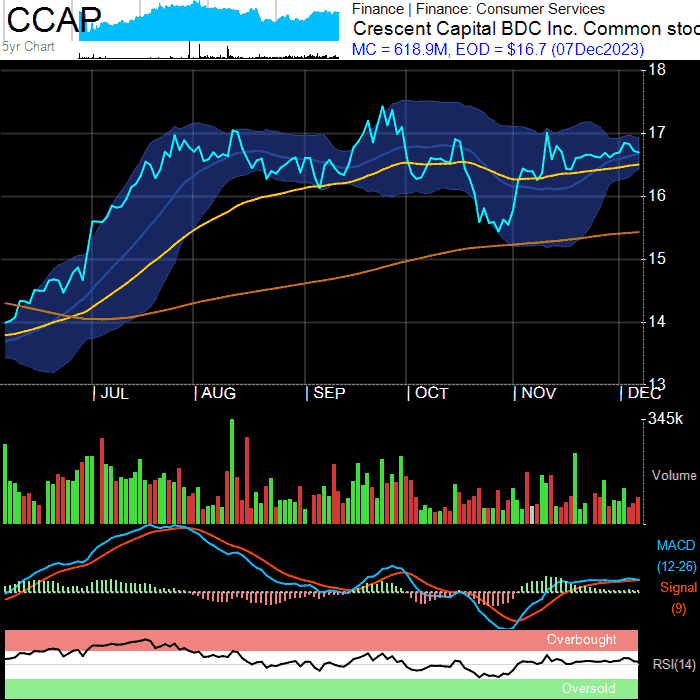 CCAP
5yr Chart
Finance | Finance: Consumer Services
Crescent Capital BDC Inc. Common stoc
MC = 618.9M, EOD = $16.7 (07Dec2023)
18
17
16
15
14
13
JUL AUG SEP OCT NOV DEC
345k
Volume
MACD
(12-26)
Signal
(9)
Overbought
RSI(14)
Oversold